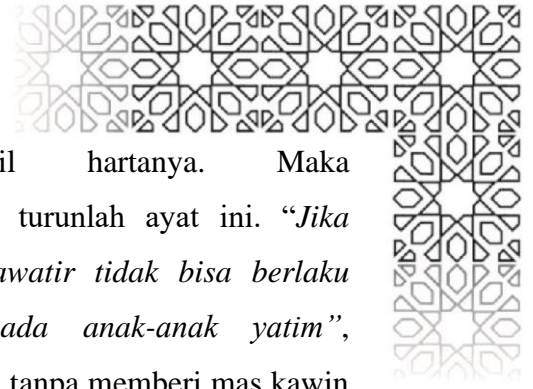 il hartanya. Maka
turunlah ayat ini. “Jika
awatir tidak bisa berlaku
ada anak-anak yatim”,
tanpa memberi mas kawin